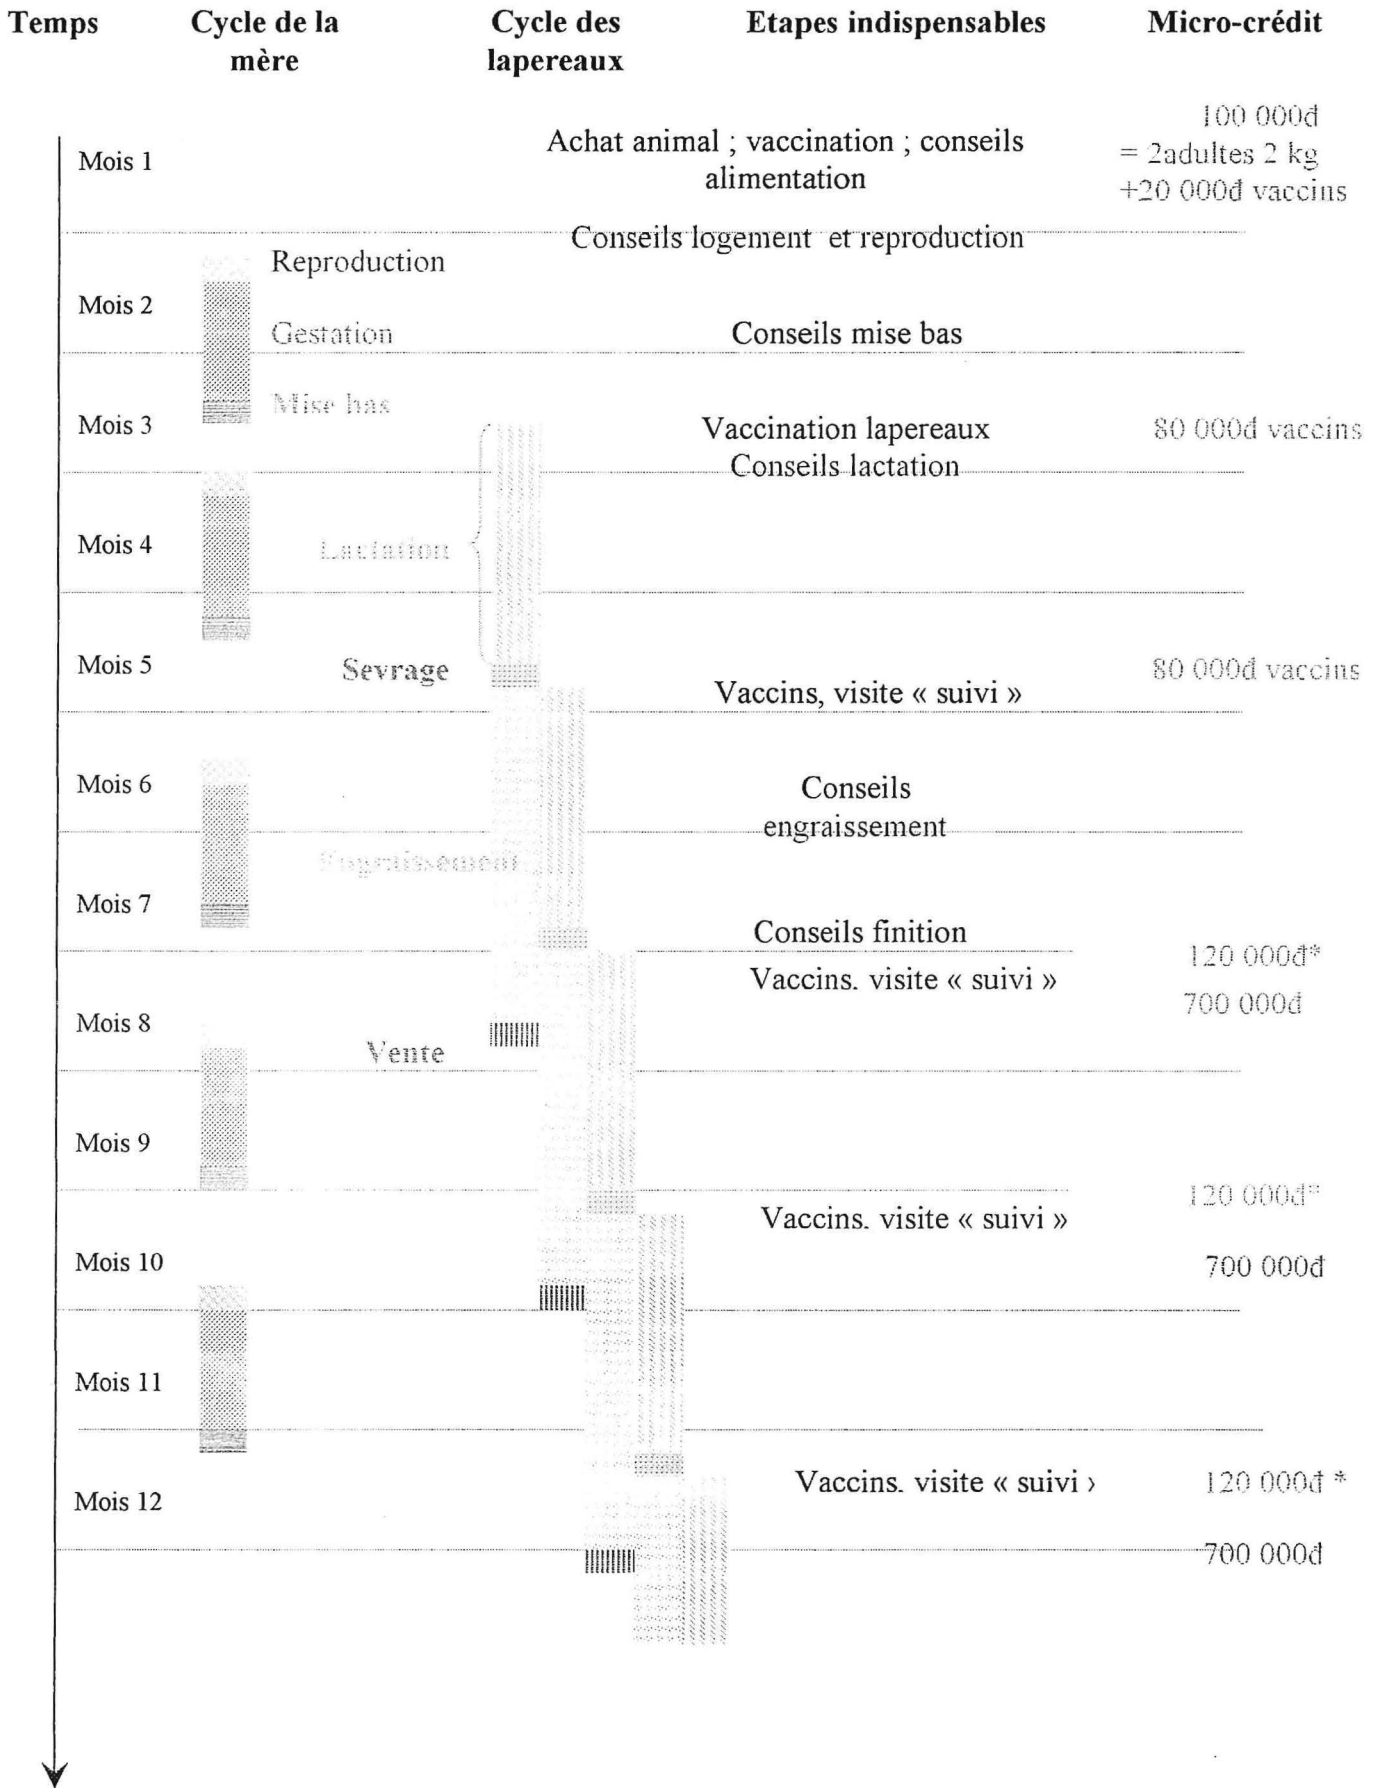 Temps
Cycle de la
mère
Cycle des
lapereaux
Etapes indispensables
Micro-crédit
Mois 1
Achat animal ; vaccination ; conseils
alimentation
100 000đ
= 2adultes 2 kg
+20 000đ vaccins
Conseils logement et reproduction
Reproduction
Mois 2
Gestation
Conseils mise bas
Mise bas
Mois 3
Vaccination lapereaux
80 000đ vaccins
Conseils lactation
Mois 4
Lactation
Mois 5
Sevrage
80 000đ vaccins
Vaccins, visite « suivi »
Mois 6
Conseils
engraissement
Engraissement
Mois 7
Conseils finition
120 000đ*
Vaccins. visite « suivi »
700 000đ
Mois 8
Vente
Mois 9
120 000đ*
Vaccins. visite « suivi »
Mois 10
700 000đ
Mois 11
Vaccins. visite « suivi ›
120 000đ *
Mois 12
700 000đ